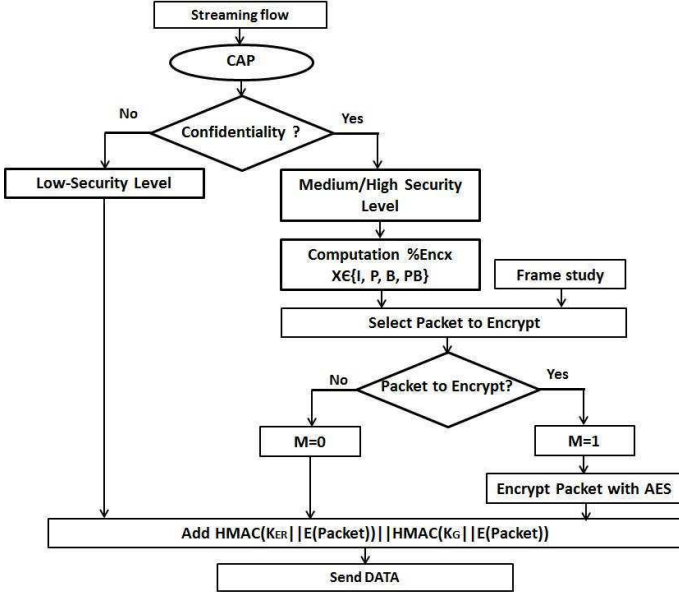 Streaming flow
CAP
No
Yes
Confidentiality ?
Low-Security Level
Medium/High Security
Level
Computation %Encx
XЄ{I, P, B, PB}
Frame study
Select Packet to Encrypt
No
Packet to Encrypt?
Yes
M=0
M=1
Encrypt Packet with AES
Add HMAC(KER||E(Packet))||HMAC(KG||E(Packet))
Send DATA